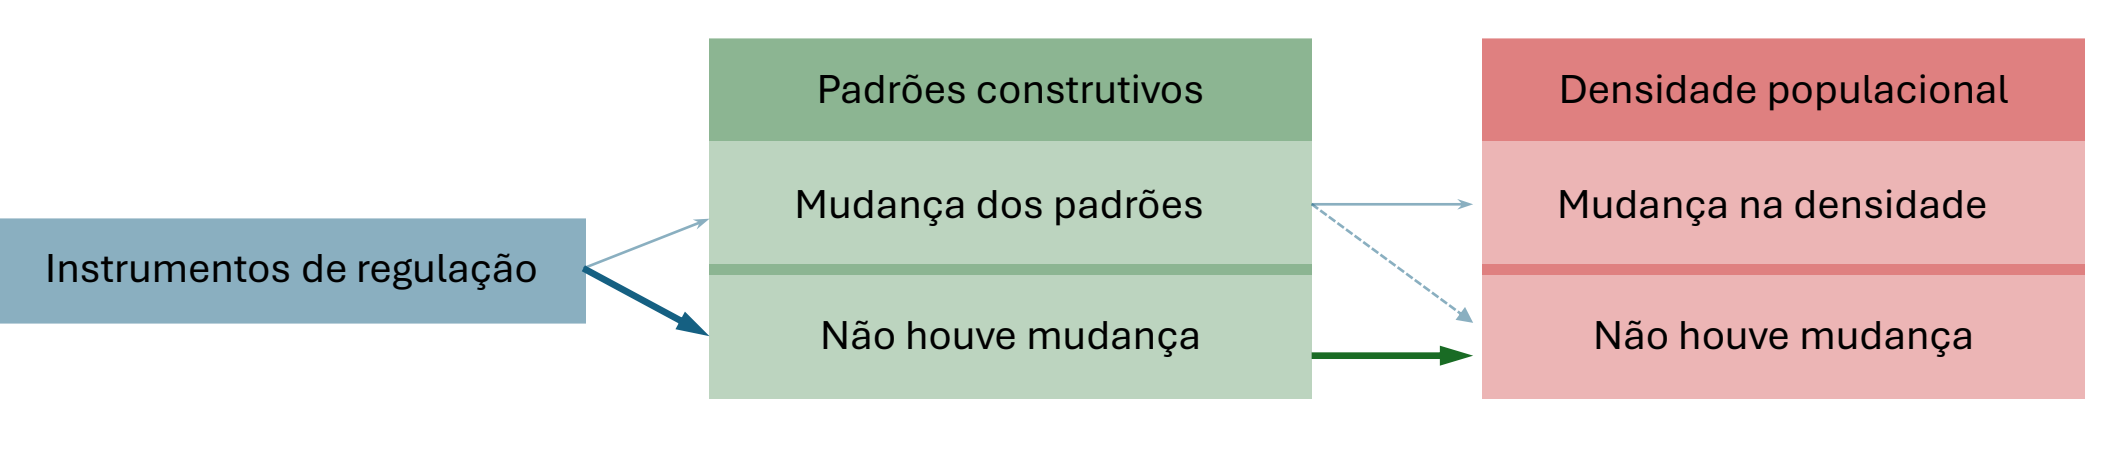 Padrões construtivos
Densidade populacional
Mudança dos padrões
Mudança na densidade
Instrumentos de regulação
Não houve mudança
Não houve mudança